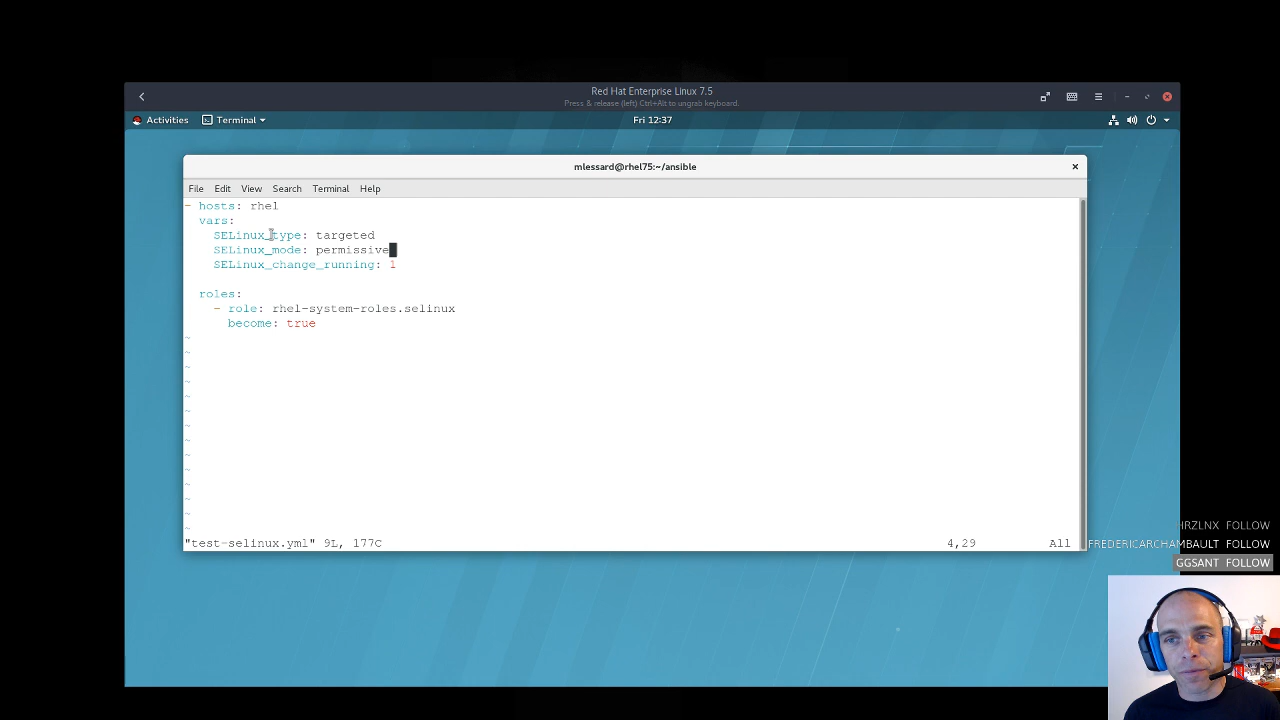 Red Hat Enterprise Linux 7.5
Press & release (left) Ctrl+Alt to ungrab keyboard.
Activities Terminal Fri 12:37
mlessard@rhel75:~/ansible
File Edit View Search Terminal Help
- hosts: rhel
vars:
SELinux_type: targeted
SELinux_mode: permissive
SELinux_change_running: 1
roles:
- role: rhel-system-roles.selinux
become: true
~
~
~
~
~
~
~
~
~
~
~
~
~
~
"test-selinux.yml" 9L, 177C 4,29 All
HRZLNX FOLLOW
FREDERICARCHAMBAULT FOLLOW
GGSANT FOLLOW